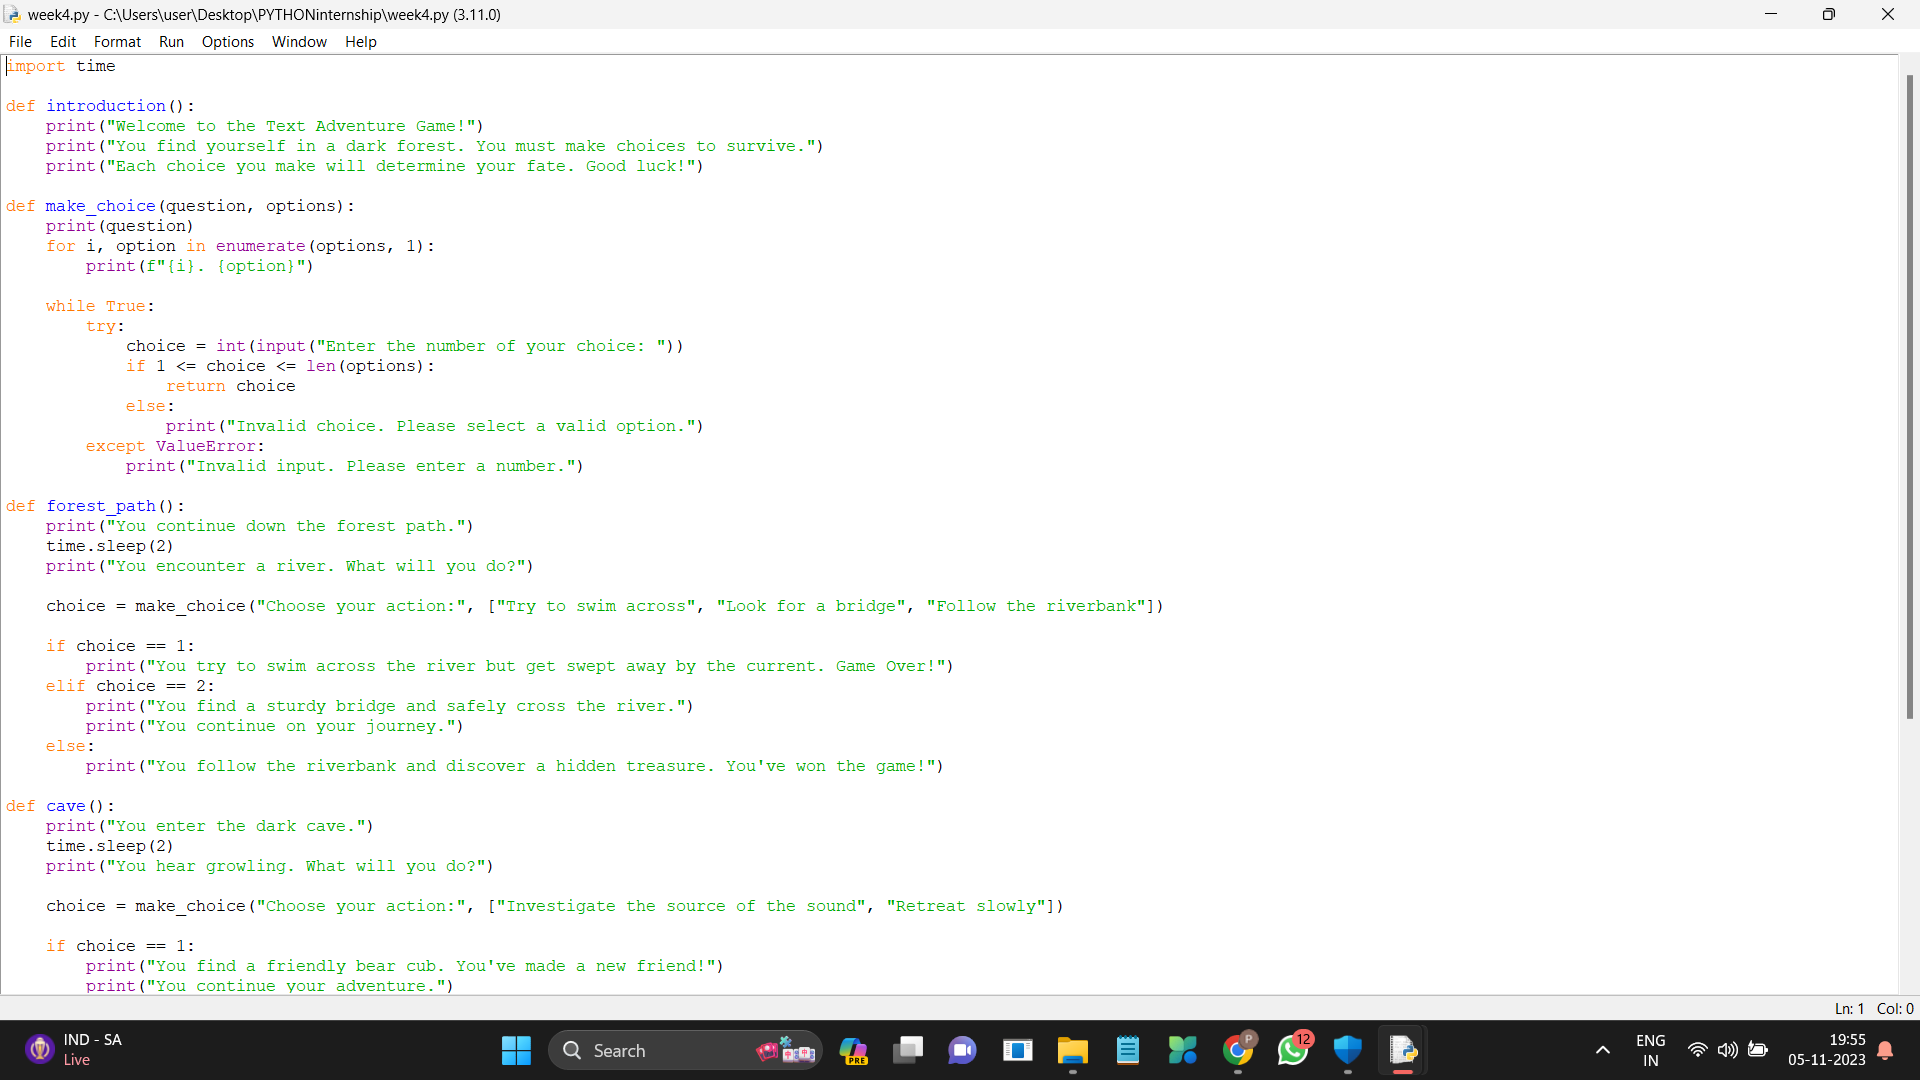 week4.py - C:\Users\user\Desktop\PYTHONinternship\week4.py (3.11.0)
File Edit Format Run Options Window Help
import time

def introduction():
    print("Welcome to the Text Adventure Game!")
    print("You find yourself in a dark forest. You must make choices to survive.")
    print("Each choice you make will determine your fate. Good luck!")

def make_choice(question, options):
    print(question)
    for i, option in enumerate(options, 1):
        print(f"{i}. {option}")

    while True:
        try:
            choice = int(input("Enter the number of your choice: "))
            if 1 <= choice <= len(options):
                return choice
            else:
                print("Invalid choice. Please select a valid option.")
        except ValueError:
            print("Invalid input. Please enter a number.")

def forest_path():
    print("You continue down the forest path.")
    time.sleep(2)
    print("You encounter a river. What will you do?")

    choice = make_choice("Choose your action:", ["Try to swim across", "Look for a bridge", "Follow the riverbank"])

    if choice == 1:
        print("You try to swim across the river but get swept away by the current. Game Over!")
    elif choice == 2:
        print("You find a sturdy bridge and safely cross the river.")
        print("You continue on your journey.")
    else:
        print("You follow the riverbank and discover a hidden treasure. You've won the game!")

def cave():
    print("You enter the dark cave.")
    time.sleep(2)
    print("You hear growling. What will you do?")

    choice = make_choice("Choose your action:", ["Investigate the source of the sound", "Retreat slowly"])

    if choice == 1:
        print("You find a friendly bear cub. You've made a new friend!")
        print("You continue your adventure.")
Ln: 1 Col: 0
IND - SA
Live
Search
PRE
P
12
ENG
IN
19:55
05-11-2023